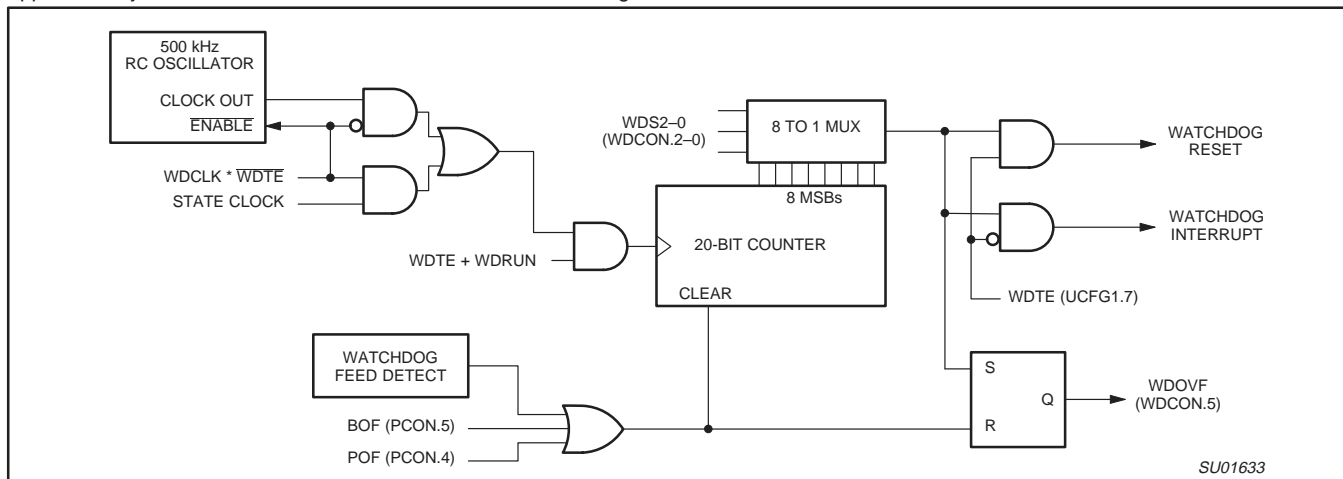 500 kHz
RC OSCILLATOR
CLOCK OUT
ENABLE
WDCLK * WDTE
STATE CLOCK
WDS2–0
(WDCON.2–0)
8 TO 1 MUX
8 MSBs
20-BIT COUNTER
CLEAR
WDTE + WDRUN
WATCHDOG
RESET
WATCHDOG
INTERRUPT
WDTE (UCFG1.7)
WATCHDOG
FEED DETECT
BOF (PCON.5)
POF (PCON.4)
S
Q
R
WDOVF
(WDCON.5)
SU01633